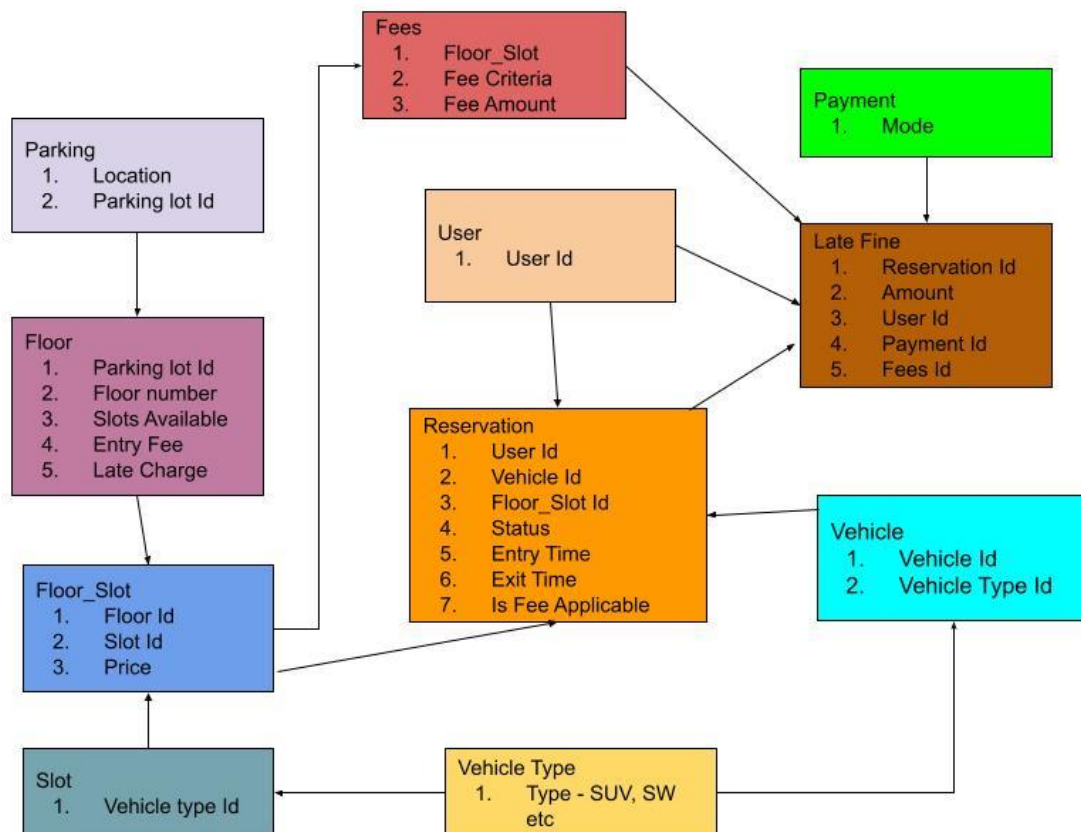 Fees
1. Floor_Slot
2. Fee Criteria
3. Fee Amount
Payment
1. Mode
Parking
1. Location
2. Parking lot Id
User
1. User Id
Late Fine
1. Reservation Id
2. Amount
3. User Id
4. Payment Id
5. Fees Id
Floor
1. Parking lot Id
2. Floor number
3. Slots Available
4. Entry Fee
5. Late Charge
Reservation
1. User Id
2. Vehicle Id
3. Floor_Slot Id
4. Status
5. Entry Time
6. Exit Time
7. Is Fee Applicable
Vehicle
1. Vehicle Id
2. Vehicle Type Id
Floor_Slot
1. Floor Id
2. Slot Id
3. Price
Slot
1. Vehicle type Id
Vehicle Type
1. Type - SUV, SW
etc